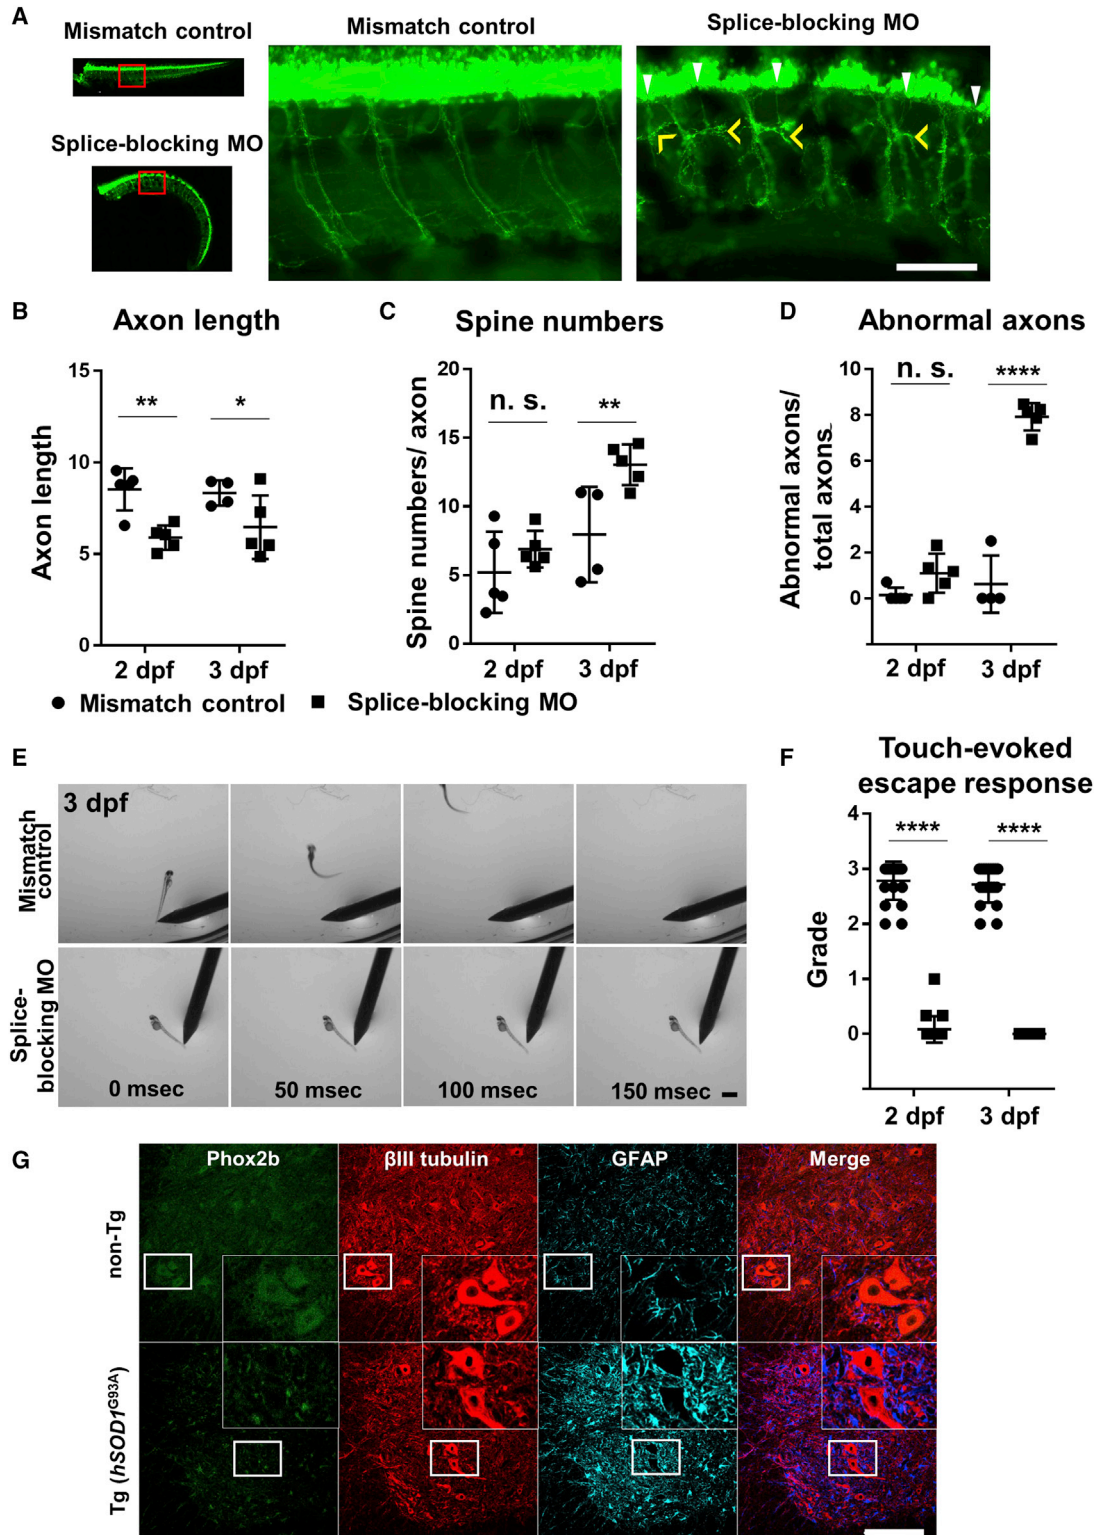 A
Mismatch control
Splice-blocking MO
Mismatch control
Splice-blocking MO
B
Axon length
Axon length
15
10
5
0
**
*
2 dpf
3 dpf
C
Spine numbers
Spine numbers/ axon
20
15
10
5
0
n. s.
**
2 dpf
3 dpf
D
Abnormal axons
Abnormal axons/
total axons
10
8
6
4
2
0
n. s.
****
2 dpf
3 dpf
Mismatch control
Splice-blocking MO
E
3 dpf
Mismatch
control
Splice-
blocking MO
0 msec
50 msec
100 msec
150 msec
F
Touch-evoked
escape response
Grade
4
3
2
1
0
****
****
2 dpf
3 dpf
G
Phox2b
βIII tubulin
GFAP
Merge
non-Tg
Tg (hSOD1G93A)